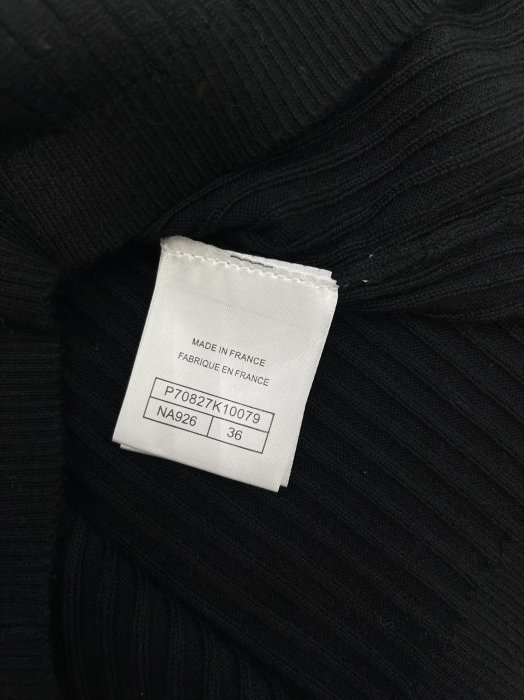 MADE IN FRANCE
FABRIQUE EN FRANCE
P70827K10079
NA926 36